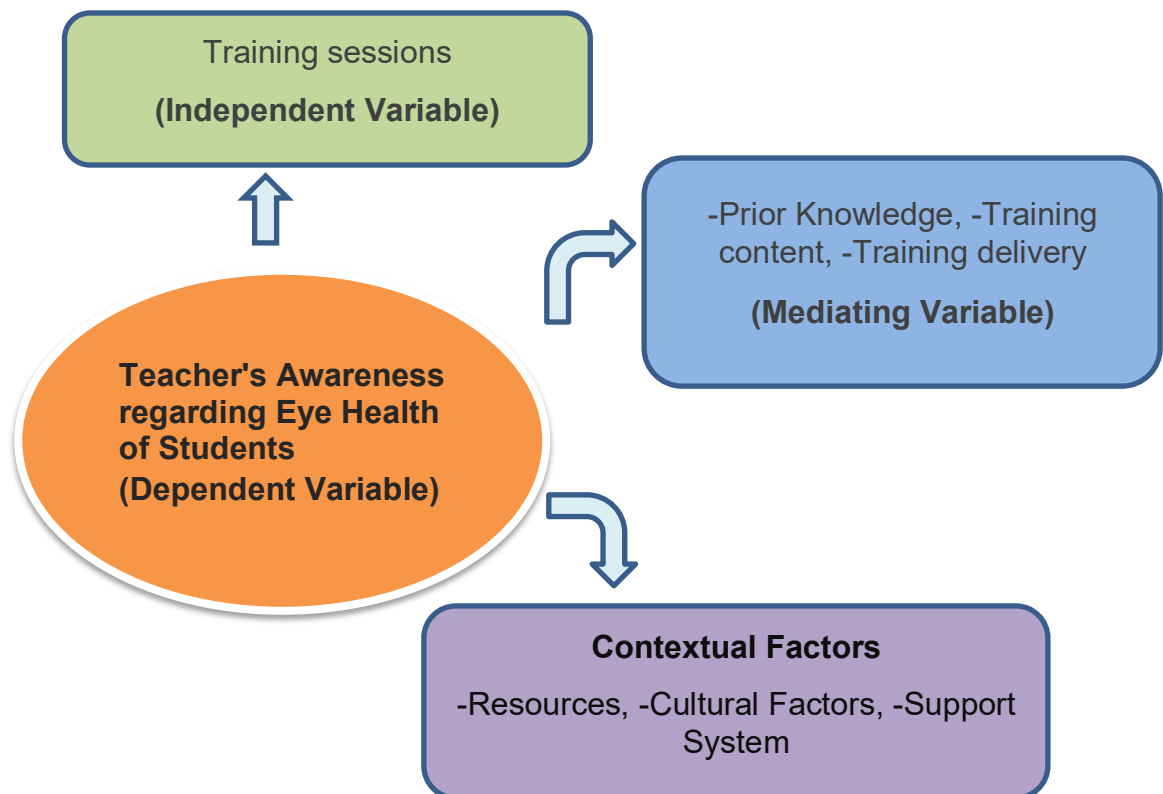 Training sessions
(Independent Variable)
-Prior Knowledge, -Training
content, -Training delivery
(Mediating Variable)
Teacher's Awareness
regarding Eye Health
of Students
(Dependent Variable)
Contextual Factors
-Resources, -Cultural Factors, -Support
System